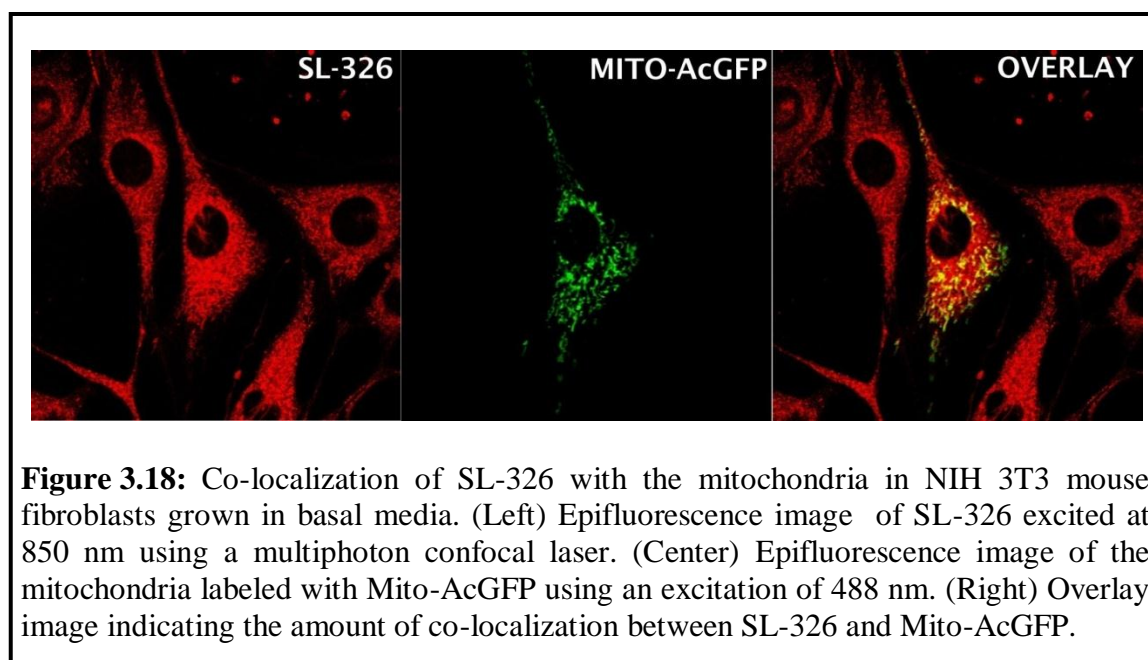 SL-326 MITO-AcGFP OVERLAY
Figure 3.18: Co-localization of SL-326 with the mitochondria in NIH 3T3 mouse
fibroblasts grown in basal media. (Left) Epifluorescence image of SL-326 excited at
850 nm using a multiphoton confocal laser. (Center) Epifluorescence image of the
mitochondria labeled with Mito-AcGFP using an excitation of 488 nm. (Right) Overlay
image indicating the amount of co-localization between SL-326 and Mito-AcGFP.